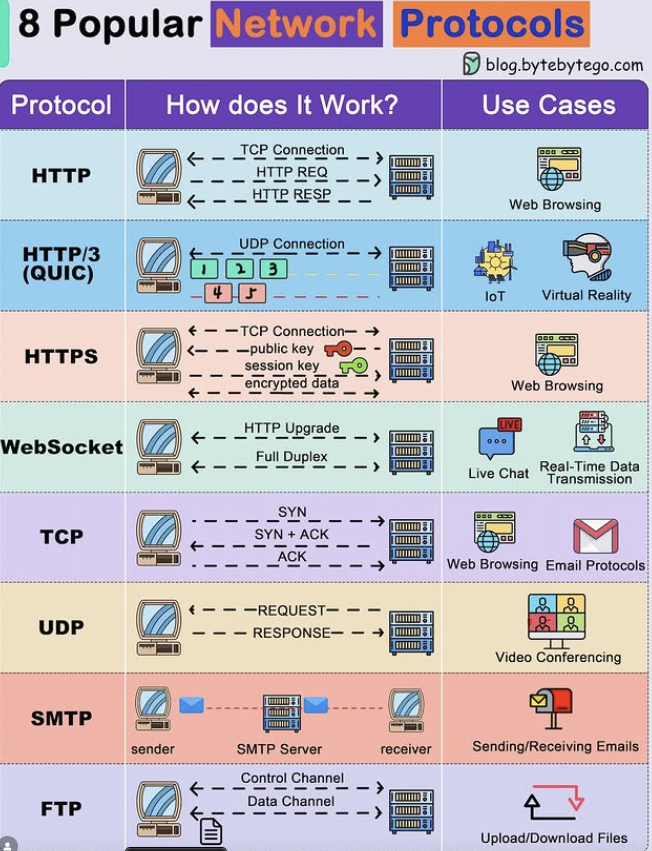 8 Popular Network Protocols
blog.bytebytego.com
Protocol How does It Work? Use Cases
HTTP
TCP Connection
HTTP REQ
HTTP RESP
Web Browsing
HTTP/3
(QUIC)
UDP Connection
1 2 3
4 5
IoT
Virtual Reality
HTTPS
TCP Connection
public key
session key
encrypted data
Web Browsing
WebSocket
HTTP Upgrade
Full Duplex
LIVE
Live Chat
Real-Time Data
Transmission
TCP
SYN
SYN + ACK
ACK
Web Browsing
Email Protocols
UDP
REQUEST
RESPONSE
Video Conferencing
SMTP
sender
SMTP Server
receiver
Sending/Receiving Emails
FTP
Control Channel
Data Channel
Upload/Download Files